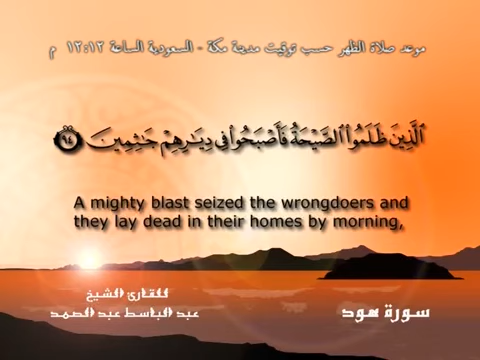 موعد صلاة الظهر حسب توقيت مدينة مكة - السعودية الساعة ١٢:١٢ م
ٱلَّذِينَ ظَلَمُوا۟ ٱلصَّيْحَةُ فَأَصْبَحُوا۟ فِى دِيَـٰرِهِمْ جَـٰثِمِينَ
A mighty blast seized the wrongdoers and
they lay dead in their homes by morning,
للقارئ الشيخ
عبد الباسط عبد الصمد
سورة هود